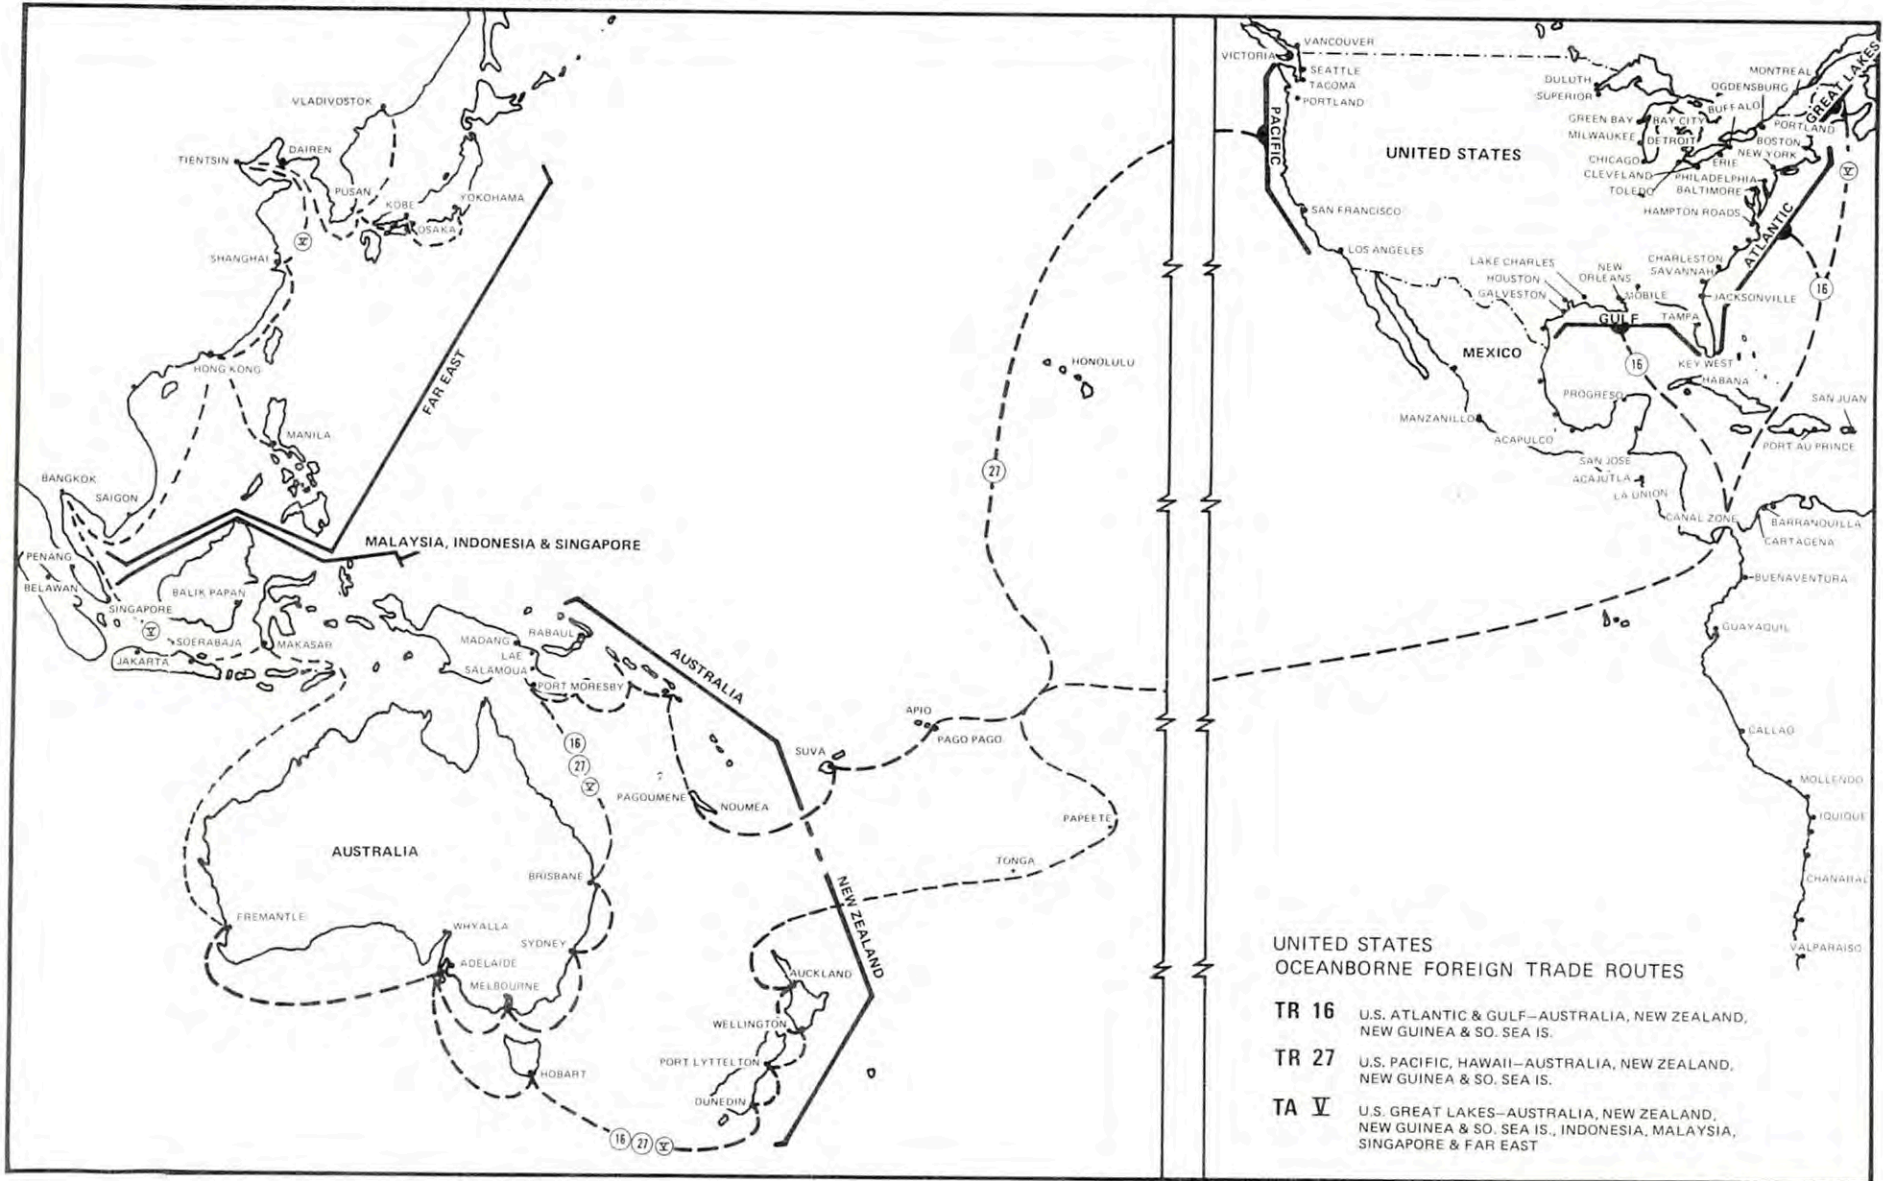 VLADIVOSTOK
TIENTSIN
DAIREN
PUSAN
KOBE
YOKOHAMA
OSAKA
V
SHANGHAI
HONG KONG
FAR EAST
MANILA
BANGKOK
SAIGON
MALAYSIA, INDONESIA & SINGAPORE
PENANG
BELAWAN
BALIK PAPAN
SINGAPORE
V
SOERABAJA
MAKASAR
JAKARTA
MADANG
RABAUL
LAE
SALAMOUA
PORT MORESBY
AUSTRALIA
16
27
V
APIO
PAGO PAGO
SUVA
PAGOUMENE
NOUMEA
PAPEETE
TONGA
AUSTRALIA
BRISBANE
NEW ZEALAND
FREMANTLE
WHYALLA
SYDNEY
ADELAIDE
MELBOURNE
AUCKLAND
WELLINGTON
PORT LYTTELTON
HOBART
DUNEDIN
16 27 V
27
HONOLULU
VANCOUVER
VICTORIA
SEATTLE
TACOMA
PORTLAND
PACIFIC
SAN FRANCISCO
LOS ANGELES
UNITED STATES
DULUTH
SUPERIOR
GREEN BAY
BAY CITY
MILWAUKEE
DETROIT
CHICAGO
CLEVELAND
TOLEDO
ERIE
MONTREAL
OGDENSBURG
BUFFALO
GREAT LAKES
PORTLAND
BOSTON
NEW YORK
PHILADELPHIA
BALTIMORE
HAMPTON ROADS
V
ATLANTIC
16
LAKE CHARLES
HOUSTON
GALVESTON
NEW
ORLEANS
MOBILE
CHARLESTON
SAVANNAH
JACKSONVILLE
TAMPA
GULF
16
KEY WEST
HABANA
MEXICO
PROGRESO
MANZANILLO
ACAPULCO
SAN JUAN
PORT AU PRINCE
SAN JOSE
ACAJUTLA
LA UNION
CANAL ZONE
BARRANQUILLA
CARTAGENA
BUENAVENTURA
GUAYAQUIL
CALLAO
MOLLENDO
IQUIQUE
CHANARAL
VALPARAISO
UNITED STATES
OCEANBORNE FOREIGN TRADE ROUTES
TR 16 U.S. ATLANTIC & GULF—AUSTRALIA, NEW ZEALAND,
NEW GUINEA & SO. SEA IS.
TR 27 U.S. PACIFIC, HAWAII—AUSTRALIA, NEW ZEALAND,
NEW GUINEA & SO. SEA IS.
TA V U.S. GREAT LAKES—AUSTRALIA, NEW ZEALAND,
NEW GUINEA & SO. SEA IS., INDONESIA, MALAYSIA,
SINGAPORE & FAR EAST